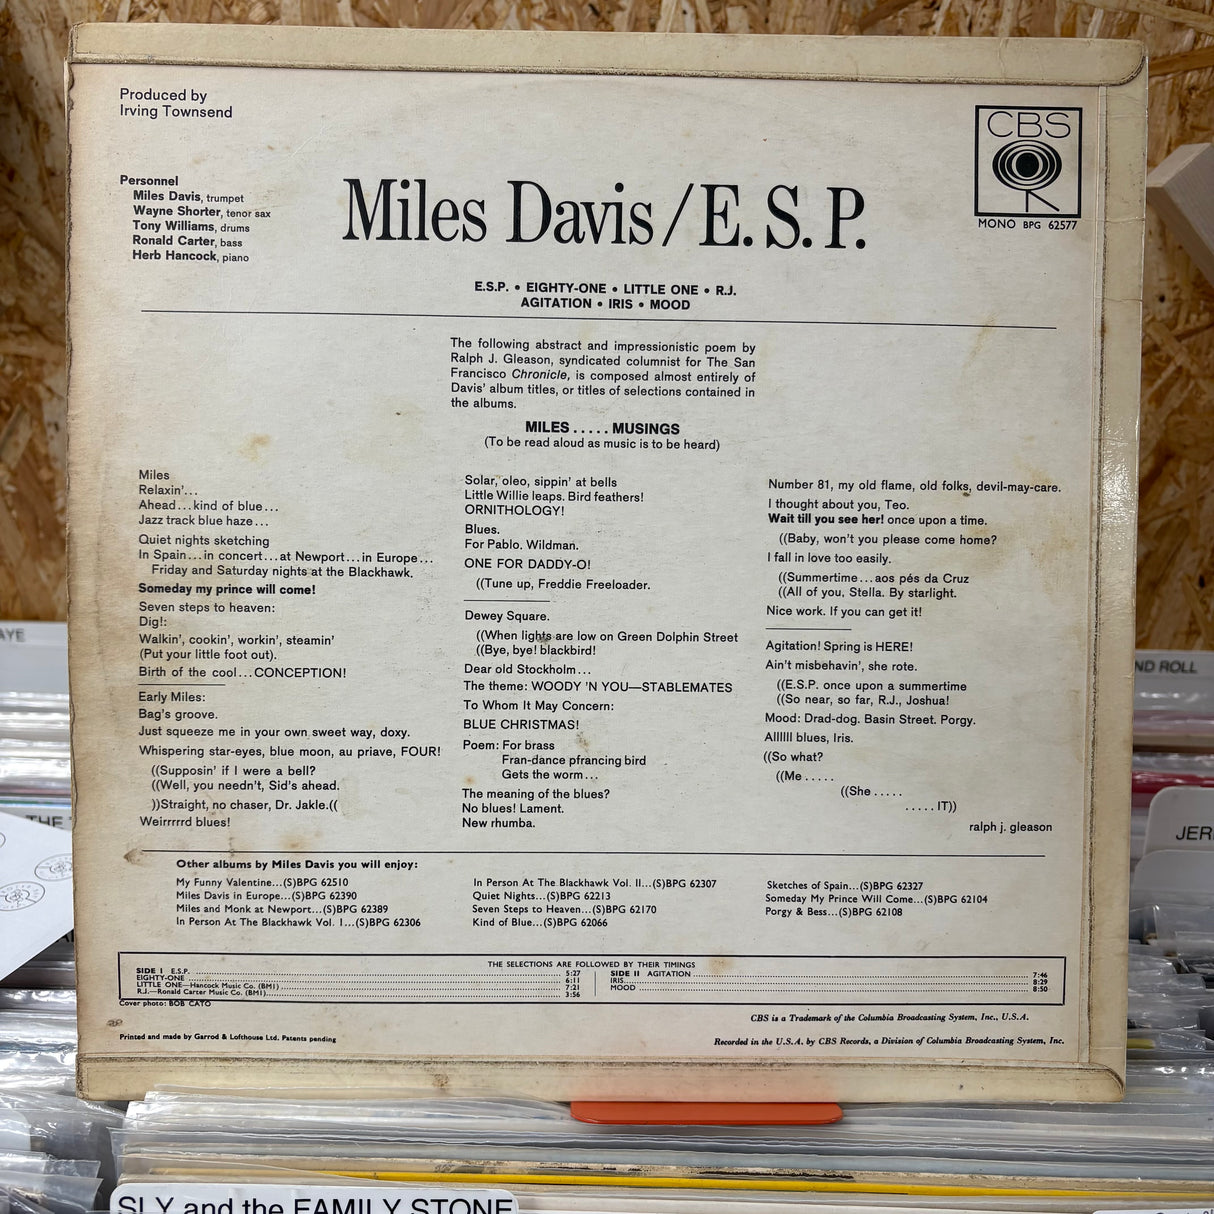 Produced by
Irving Townsend
CBS
MONO BPG 62577
Personnel
Miles Davis, trumpet
Wayne Shorter, tenor sax
Tony Williams, drums
Ronald Carter, bass
Herb Hancock, piano
Miles Davis/E.S.P.
E.S.P. • EIGHTY-ONE • LITTLE ONE • R.J.
AGITATION • IRIS • MOOD
The following abstract and impressionistic poem by
Ralph J. Gleason, syndicated columnist for The San
Francisco Chronicle, is composed almost entirely of
Davis' album titles, or titles of selections contained in
the albums.
MILES . . . . . MUSINGS
(To be read aloud as music is to be heard)
Miles
Relaxin'...
Ahead...kind of blue...
Jazz track blue haze...
Quiet nights sketching
In Spain...in concert...at Newport...in Europe...
Friday and Saturday nights at the Blackhawk.
Someday my prince will come!
Seven steps to heaven:
Dig!:
Walkin', cookin', workin', steamin'
(Put your little foot out).
Birth of the cool...CONCEPTION!
Early Miles:
Bag's groove.
Just squeeze me in your own sweet way, doxy.
Whispering star-eyes, blue moon, au priave, FOUR!
((Supposin' if I were a bell?
((Well, you needn't, Sid's ahead.
))Straight, no chaser, Dr. Jakle.((
Weirrrrrd blues!
Solar, oleo, sippin' at bells
Little Willie leaps. Bird feathers!
ORNITHOLOGY!
Blues.
For Pablo. Wildman.
ONE FOR DADDY-O!
((Tune up, Freddie Freeloader.
Dewey Square.
((When lights are low on Green Dolphin Street
((Bye, bye! blackbird!
Dear old Stockholm...
The theme: WOODY 'N YOU—STABLEMATES
To Whom It May Concern:
BLUE CHRISTMAS!
Poem: For brass
Fran-dance pfrancing bird
Gets the worm...
The meaning of the blues?
No blues! Lament.
New rhumba.
Number 81, my old flame, old folks, devil-may-care.
I thought about you, Teo.
Wait till you see her! once upon a time.
((Baby, won't you please come home?
I fall in love too easily.
((Summertime...aos pés da Cruz
((All of you, Stella. By starlight.
Nice work. If you can get it!
Agitation! Spring is HERE!
Ain't misbehavin', she rote.
((E.S.P. once upon a summertime
((So near, so far, R.J., Joshua!
Mood: Drad-dog. Basin Street. Porgy.
Allllll blues, Iris.
((So what?
((Me . . . . .
((She . . . . .
. . . . . IT))
ralph j. gleason
Other albums by Miles Davis you will enjoy:
My Funny Valentine...(S)BPG 62510
Miles Davis in Europe...(S)BPG 62390
Miles and Monk at Newport...(S)BPG 62389
In Person At The Blackhawk Vol. I...(S)BPG 62306
In Person At The Blackhawk Vol. II...(S)BPG 62307
Quiet Nights...(S)BPG 62213
Seven Steps to Heaven...(S)BPG 62170
Kind of Blue...(S)BPG 62066
Sketches of Spain...(S)BPG 62327
Someday My Prince Will Come...(S)BPG 62104
Porgy & Bess...(S)BPG 62108
THE SELECTIONS ARE FOLLOWED BY THEIR TIMINGS
SIDE I E.S.P. 5:27
EIGHTY-ONE 6:11
LITTLE ONE—Hancock Music Co. (BMI) 7:21
R.J.—Ronald Carter Music Co. (BMI) 3:56
SIDE II AGITATION 7:46
IRIS 8:29
MOOD 8:50
Cover photo: BOB CATO
CBS is a Trademark of the Columbia Broadcasting System, Inc., U.S.A.
Printed and made by Garrod & Lofthouse Ltd. Patents pending
Recorded in the U.S.A. by CBS Records, a Division of Columbia Broadcasting System, Inc.
AYE
THE
ND ROLL
JER
SLY and the FAMILY STONE